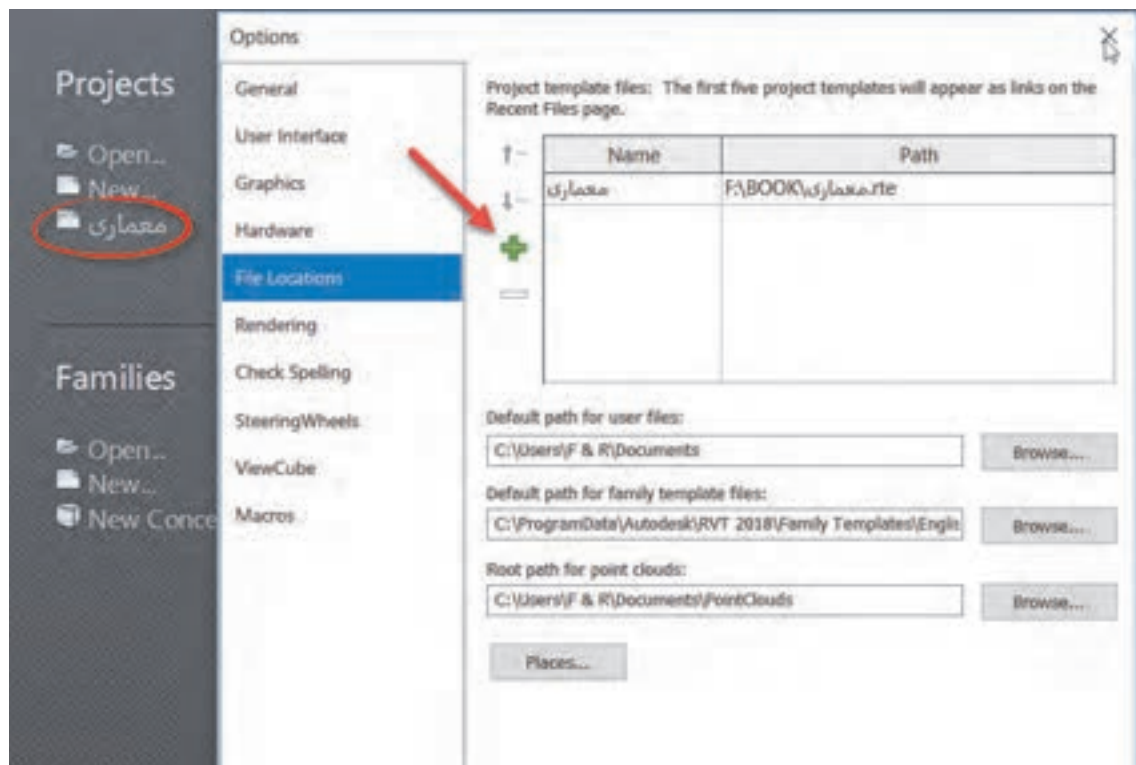 Projects
Open...
New...
معماری
Families
Open...
New...
New Conce
Options
General
User Interface
Graphics
Hardware
File Locations
Rendering
Check Spelling
SteeringWheels
ViewCube
Macros
Project template files: The first five project templates will appear as links on the
Recent Files page.
Name Path
معماری F:\BOOK\معماری.rte
Default path for user files:
C:\Users\F & R\Documents Browse...
Default path for family template files:
C:\ProgramData\Autodesk\RVT 2018\Family Templates\Englis Browse...
Root path for point clouds:
C:\Users\F & R\Documents\PointClouds Browse...
Places...